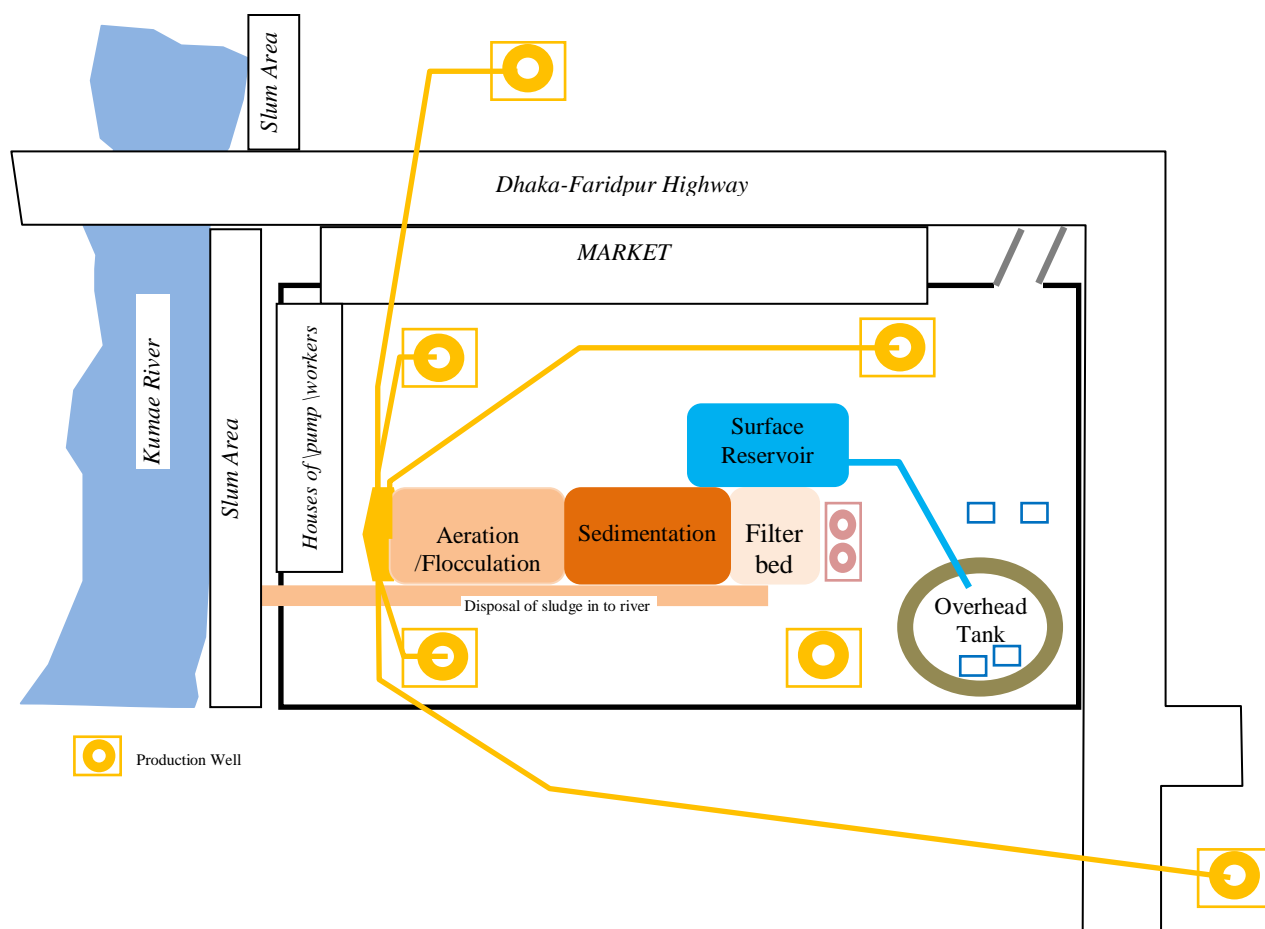 Slum Area
Dhaka-Faridpur Highway
MARKET
Kumae River
Slum Area
Houses of \pump \workers
Surface
Reservoir
Aeration
/Flocculation
Sedimentation
Filter
bed
Disposal of sludge in to river
Overhead
Tank
Production Well